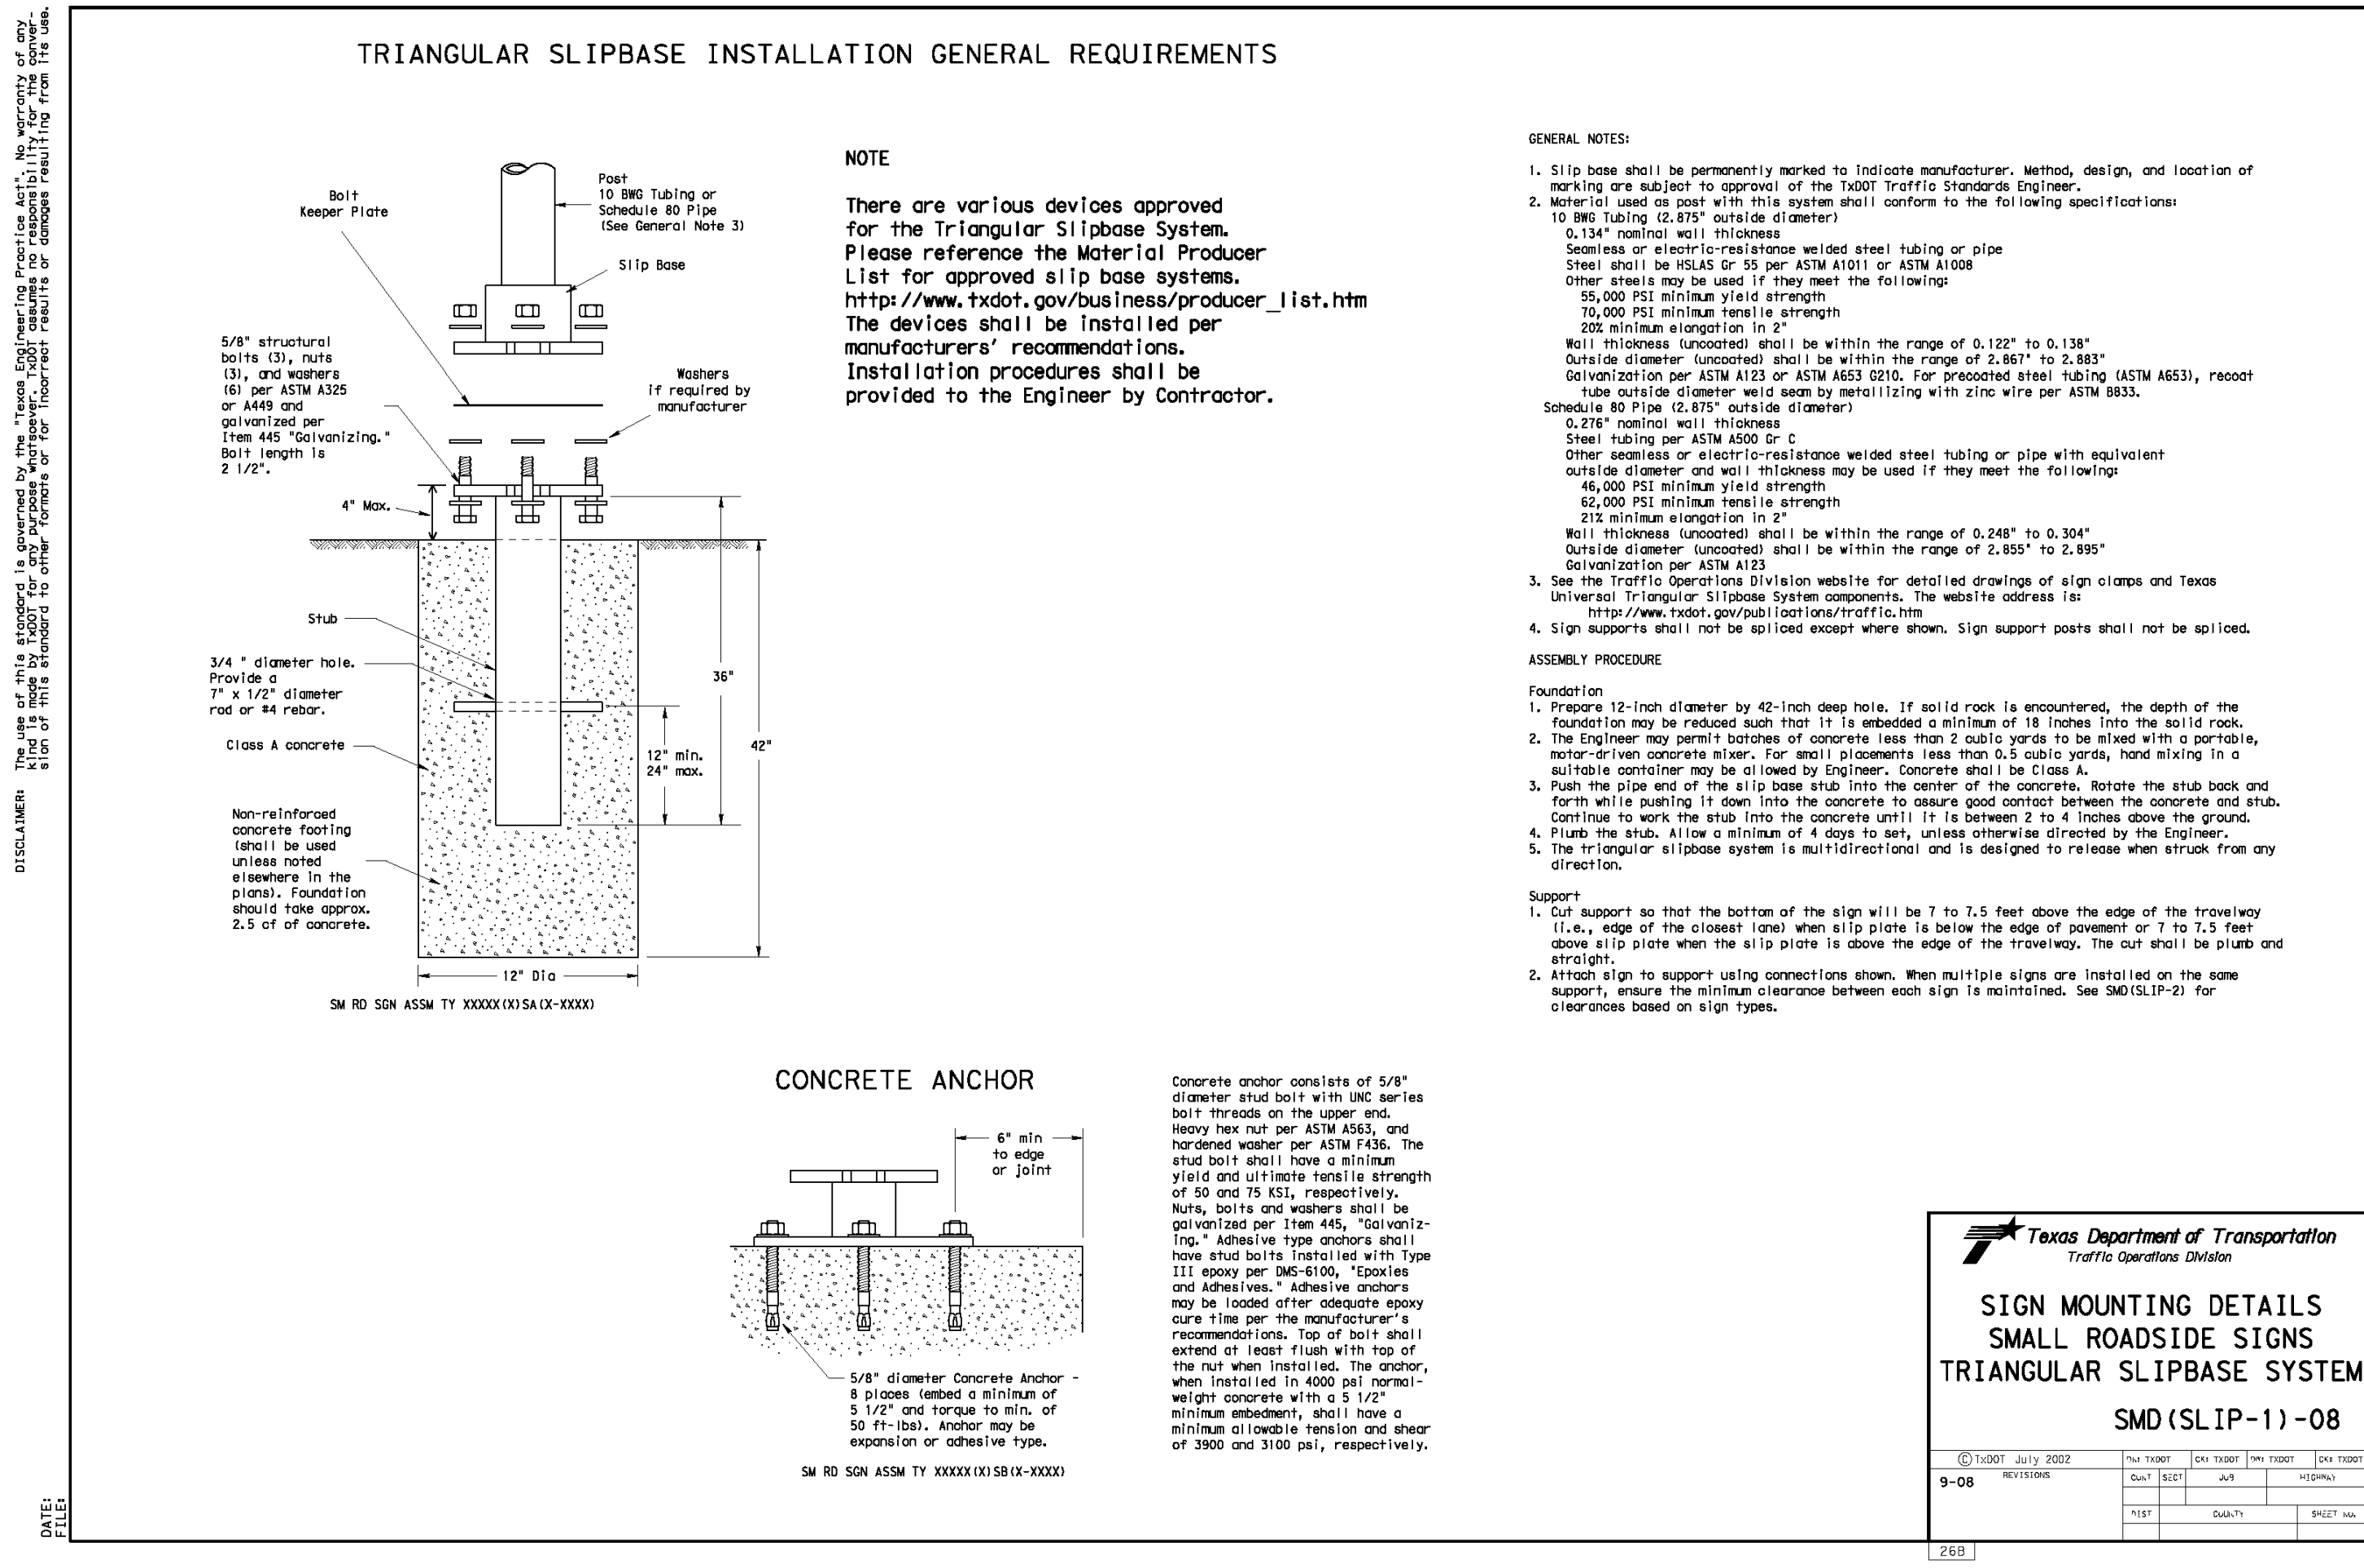 DISCLAIMER: The use of this standard is governed by the "Texas Engineering Practice Act". No warranty of any
kind is made by TxDOT for any purpose whatsoever. TxDOT assumes no responsibility for the conver-
sion of this standard to other formats or for incorrect results or damages resulting from its use.
DATE:
FILE:
TRIANGULAR SLIPBASE INSTALLATION GENERAL REQUIREMENTS
Bolt
Keeper Plate
Post
10 BWG Tubing or
Schedule 80 Pipe
(See General Note 3)
Slip Base
5/8" structural
bolts (3), nuts
(3), and washers
(6) per ASTM A325
or A449 and
galvanized per
Item 445 "Galvanizing."
Bolt length is
2 1/2".
Washers
if required by
manufacturer
4" Max.
Stub
3/4 " diameter hole.
Provide a
7" x 1/2" diameter
rod or #4 rebar.
Class A concrete
Non-reinforced
concrete footing
(shall be used
unless noted
elsewhere in the
plans). Foundation
should take approx.
2.5 cf of concrete.
36"
42"
12" min.
24" max.
12" Dia
SM RD SGN ASSM TY XXXXX(X)SA(X-XXXX)
NOTE
There are various devices approved
for the Triangular Slipbase System.
Please reference the Material Producer
List for approved slip base systems.
http://www.txdot.gov/business/producer_list.htm
The devices shall be installed per
manufacturers' recommendations.
Installation procedures shall be
provided to the Engineer by Contractor.
GENERAL NOTES:
1. Slip base shall be permanently marked to indicate manufacturer. Method, design, and location of
marking are subject to approval of the TxDOT Traffic Standards Engineer.
2. Material used as post with this system shall conform to the following specifications:
10 BWG Tubing (2.875" outside diameter)
0.134" nominal wall thickness
Seamless or electric-resistance welded steel tubing or pipe
Steel shall be HSLAS Gr 55 per ASTM A1011 or ASTM A1008
Other steels may be used if they meet the following:
55,000 PSI minimum yield strength
70,000 PSI minimum tensile strength
20% minimum elongation in 2"
Wall thickness (uncoated) shall be within the range of 0.122" to 0.138"
Outside diameter (uncoated) shall be within the range of 2.867" to 2.883"
Galvanization per ASTM A123 or ASTM A653 G210. For precoated steel tubing (ASTM A653), recoat
tube outside diameter weld seam by metallizing with zinc wire per ASTM B833.
Schedule 80 Pipe (2.875" outside diameter)
0.276" nominal wall thickness
Steel tubing per ASTM A500 Gr C
Other seamless or electric-resistance welded steel tubing or pipe with equivalent
outside diameter and wall thickness may be used if they meet the following:
46,000 PSI minimum yield strength
62,000 PSI minimum tensile strength
21% minimum elongation in 2"
Wall thickness (uncoated) shall be within the range of 0.248" to 0.304"
Outside diameter (uncoated) shall be within the range of 2.855" to 2.895"
Galvanization per ASTM A123
3. See the Traffic Operations Division website for detailed drawings of sign clamps and Texas
Universal Triangular Slipbase System components. The website address is:
http://www.txdot.gov/publications/traffic.htm
4. Sign supports shall not be spliced except where shown. Sign support posts shall not be spliced.
ASSEMBLY PROCEDURE
Foundation
1. Prepare 12-inch diameter by 42-inch deep hole. If solid rock is encountered, the depth of the
foundation may be reduced such that it is embedded a minimum of 18 inches into the solid rock.
2. The Engineer may permit batches of concrete less than 2 cubic yards to be mixed with a portable,
motor-driven concrete mixer. For small placements less than 0.5 cubic yards, hand mixing in a
suitable container may be allowed by Engineer. Concrete shall be Class A.
3. Push the pipe end of the slip base stub into the center of the concrete. Rotate the stub back and
forth while pushing it down into the concrete to assure good contact between the concrete and stub.
Continue to work the stub into the concrete until it is between 2 to 4 inches above the ground.
4. Plumb the stub. Allow a minimum of 4 days to set, unless otherwise directed by the Engineer.
5. The triangular slipbase system is multidirectional and is designed to release when struck from any
direction.
Support
1. Cut support so that the bottom of the sign will be 7 to 7.5 feet above the edge of the travelway
(i.e., edge of the closest lane) when slip plate is below the edge of pavement or 7 to 7.5 feet
above slip plate when the slip plate is above the edge of the travelway. The cut shall be plumb and
straight.
2. Attach sign to support using connections shown. When multiple signs are installed on the same
support, ensure the minimum clearance between each sign is maintained. See SMD(SLIP-2) for
clearances based on sign types.
CONCRETE ANCHOR
6" min
to edge
or joint
5/8" diameter Concrete Anchor -
8 places (embed a minimum of
5 1/2" and torque to min. of
50 ft-lbs). Anchor may be
expansion or adhesive type.
SM RD SGN ASSM TY XXXXX(X)SB(X-XXXX)
Concrete anchor consists of 5/8"
diameter stud bolt with UNC series
bolt threads on the upper end.
Heavy hex nut per ASTM A563, and
hardened washer per ASTM F436. The
stud bolt shall have a minimum
yield and ultimate tensile strength
of 50 and 75 KSI, respectively.
Nuts, bolts and washers shall be
galvanized per Item 445, "Galvaniz-
ing." Adhesive type anchors shall
have stud bolts installed with Type
III epoxy per DMS-6100, "Epoxies
and Adhesives." Adhesive anchors
may be loaded after adequate epoxy
cure time per the manufacturer's
recommendations. Top of bolt shall
extend at least flush with top of
the nut when installed. The anchor,
when installed in 4000 psi normal-
weight concrete with a 5 1/2"
minimum embedment, shall have a
minimum allowable tension and shear
of 3900 and 3100 psi, respectively.
Texas Department of Transportation
Traffic Operations Division
SIGN MOUNTING DETAILS
SMALL ROADSIDE SIGNS
TRIANGULAR SLIPBASE SYSTEM
SMD(SLIP-1)-08
© TxDOT July 2002
DN: TXDOT
CK: TXDOT
DW: TXDOT
CK: TXDOT
9-08
REVISIONS
CONT
SECT
JOB
HIGHWAY
DIST
COUNTY
SHEET NO.
26B